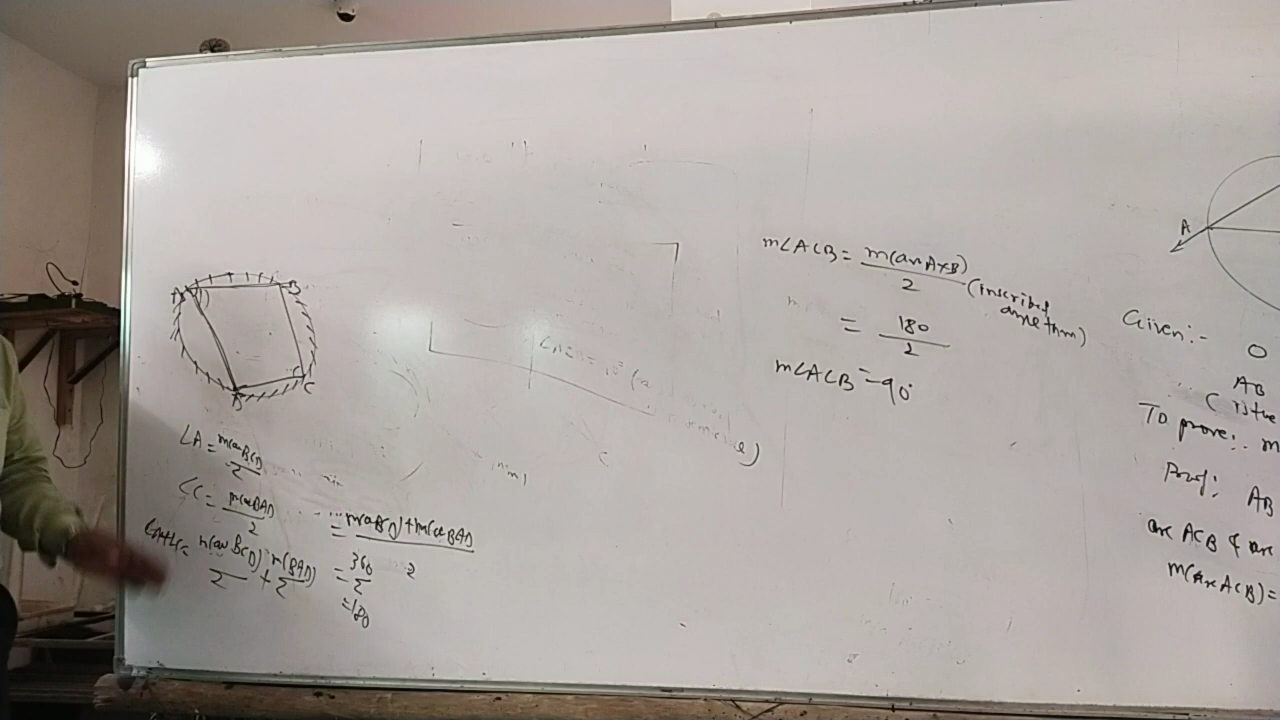 A
B
C
D
∠A = m(arc BCD)
2
∠C = m(arc BAD)
2
∠A+∠C = m(arc BCD) + m(BAD)
2 2
= m(arc BCD) + m(arc BAD)
2
= 360
2
= 180
m∠ACB = m(arc AXB)
2
(inscribed
angle thm)
= 180
2
m∠ACB = 90°
A
Given:-
O
AB
C is the
To prove:- m
Proof: AB
arc ACB & arc
m(arc ACB) =